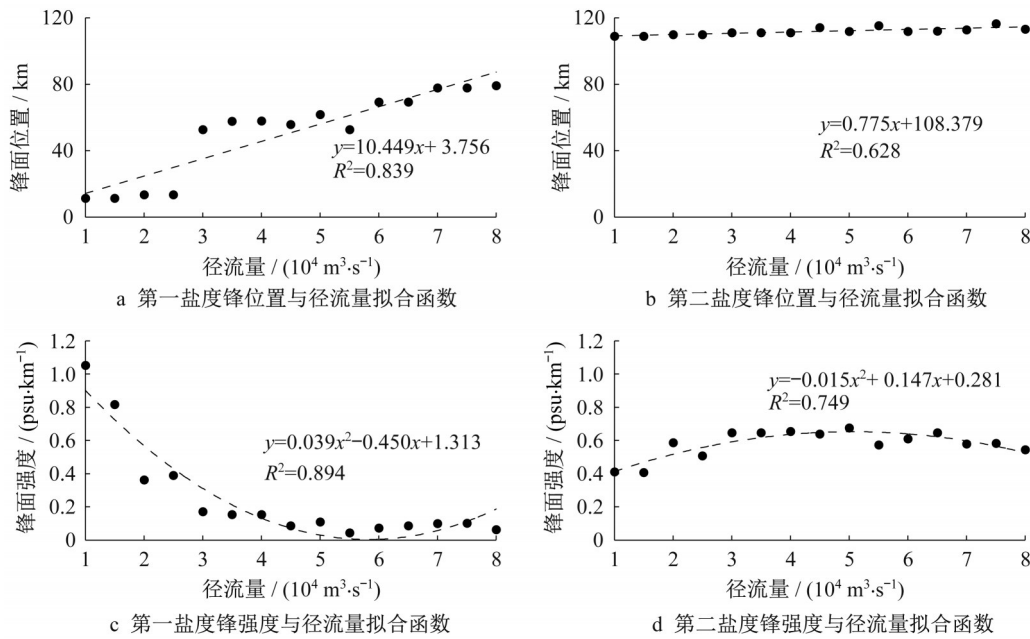 120
80
40
0
锋面位置 / km
y=10.449x+ 3.756
R²=0.839
1 2 3 4 5 6 7 8
径流量 / (10⁴ m³·s⁻¹)
a 第一盐度锋位置与径流量拟合函数
120
80
40
0
锋面位置 / km
y=0.775x+108.379
R²=0.628
1 2 3 4 5 6 7 8
径流量 / (10⁴ m³·s⁻¹)
b 第二盐度锋位置与径流量拟合函数
1.2
1.0
0.8
0.6
0.4
0.2
0
锋面强度 / (psu·km⁻¹)
y=0.039x²−0.450x+1.313
R²=0.894
1 2 3 4 5 6 7 8
径流量 / (10⁴ m³·s⁻¹)
c 第一盐度锋强度与径流量拟合函数
1.2
1.0
0.8
0.6
0.4
0.2
0
锋面强度 / (psu·km⁻¹)
y=−0.015x²+ 0.147x+0.281
R²=0.749
1 2 3 4 5 6 7 8
径流量 / (10⁴ m³·s⁻¹)
d 第二盐度锋强度与径流量拟合函数